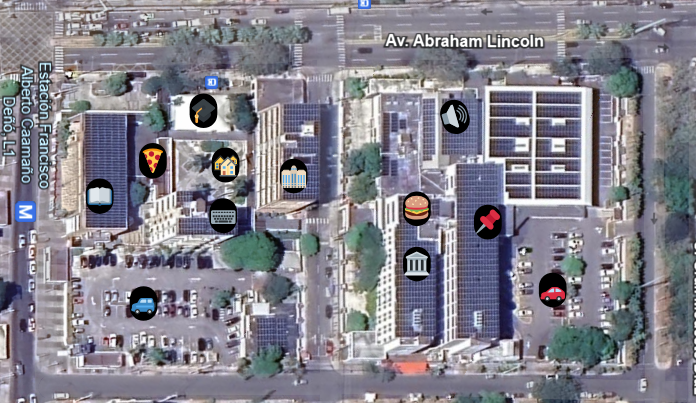 Av. Abraham Lincoln
Estación Francisco
Alberto Caamaño
Deñó, L1
M